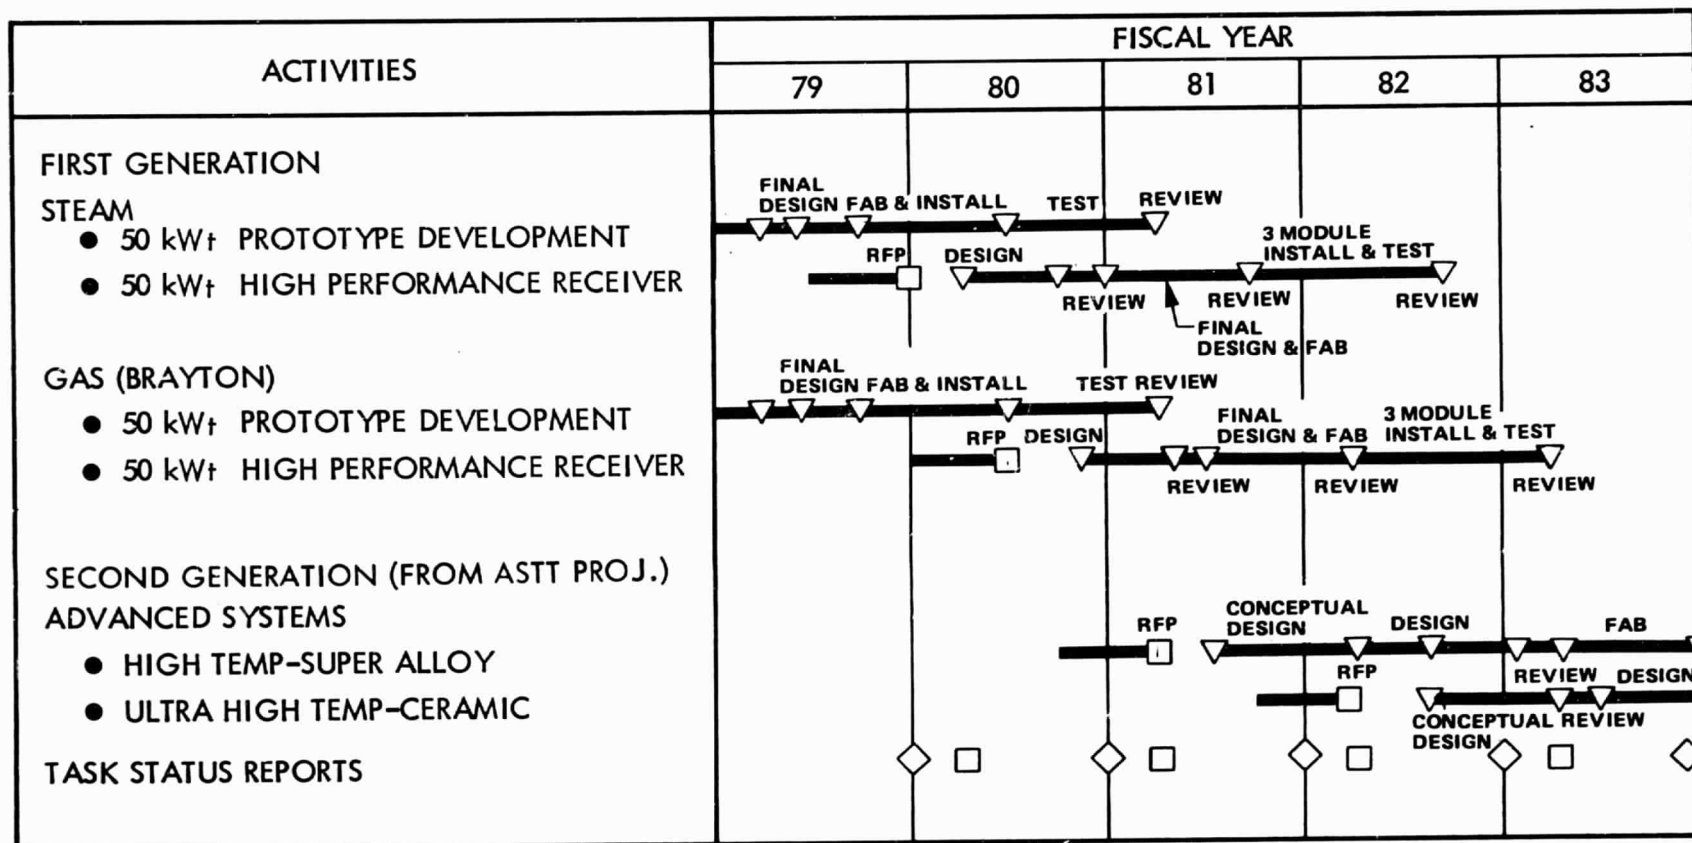 ACTIVITIES
FISCAL YEAR
79 80 81 82 83
FIRST GENERATION
STEAM
● 50 kWt PROTOTYPE DEVELOPMENT
FINAL
DESIGN FAB & INSTALL TEST REVIEW
● 50 kWt HIGH PERFORMANCE RECEIVER
RFP DESIGN
3 MODULE
INSTALL & TEST
REVIEW REVIEW REVIEW
FINAL
DESIGN & FAB
GAS (BRAYTON)
● 50 kWt PROTOTYPE DEVELOPMENT
FINAL
DESIGN FAB & INSTALL TEST REVIEW
● 50 kWt HIGH PERFORMANCE RECEIVER
RFP DESIGN
FINAL
DESIGN & FAB
3 MODULE
INSTALL & TEST
REVIEW REVIEW REVIEW
SECOND GENERATION (FROM ASTT PROJ.)
ADVANCED SYSTEMS
● HIGH TEMP-SUPER ALLOY
RFP
CONCEPTUAL
DESIGN
DESIGN FAB
● ULTRA HIGH TEMP-CERAMIC
RFP REVIEW DESIGN
CONCEPTUAL REVIEW
DESIGN
TASK STATUS REPORTS